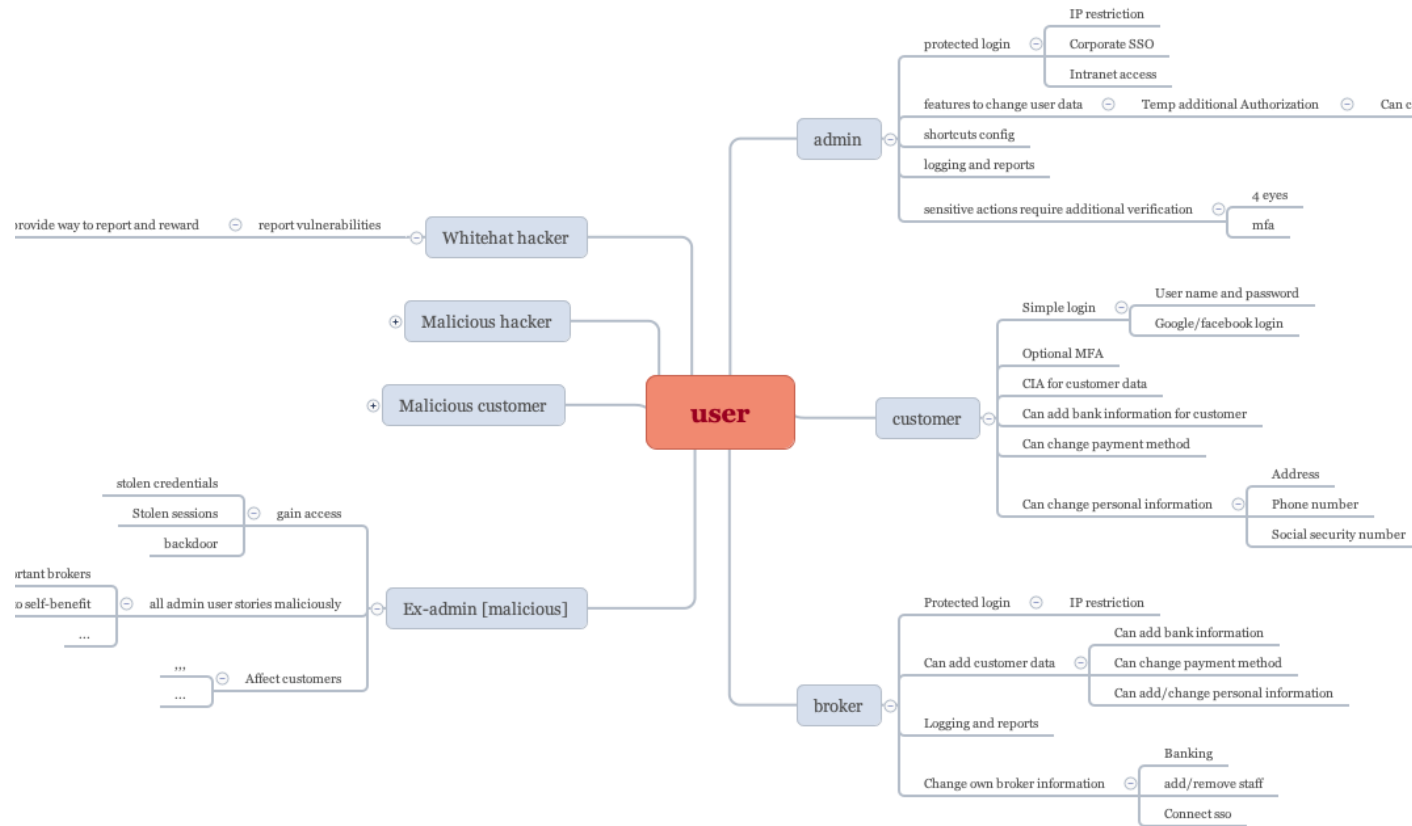 user
admin
protected login
IP restriction
Corporate SSO
Intranet access
features to change user data
Temp additional Authorization
Can
shortcuts config
logging and reports
sensitive actions require additional verification
4 eyes
mfa
customer
Simple login
User name and password
Google/facebook login
Optional MFA
CIA for customer data
Can add bank information for customer
Can change payment method
Can change personal information
Address
Phone number
Social security number
broker
Protected login
IP restriction
Can add customer data
Can add bank information
Can change payment method
Can add/change personal information
Logging and reports
Change own broker information
Banking
add/remove staff
Connect sso
Whitehat hacker
report vulnerabilities
way to report and reward
Malicious hacker
Malicious customer
Ex-admin [malicious]
gain access
stolen credentials
Stolen sessions
backdoor
all admin user stories maliciously
brokers
self-benefit
...
Affect customers
,,,
...